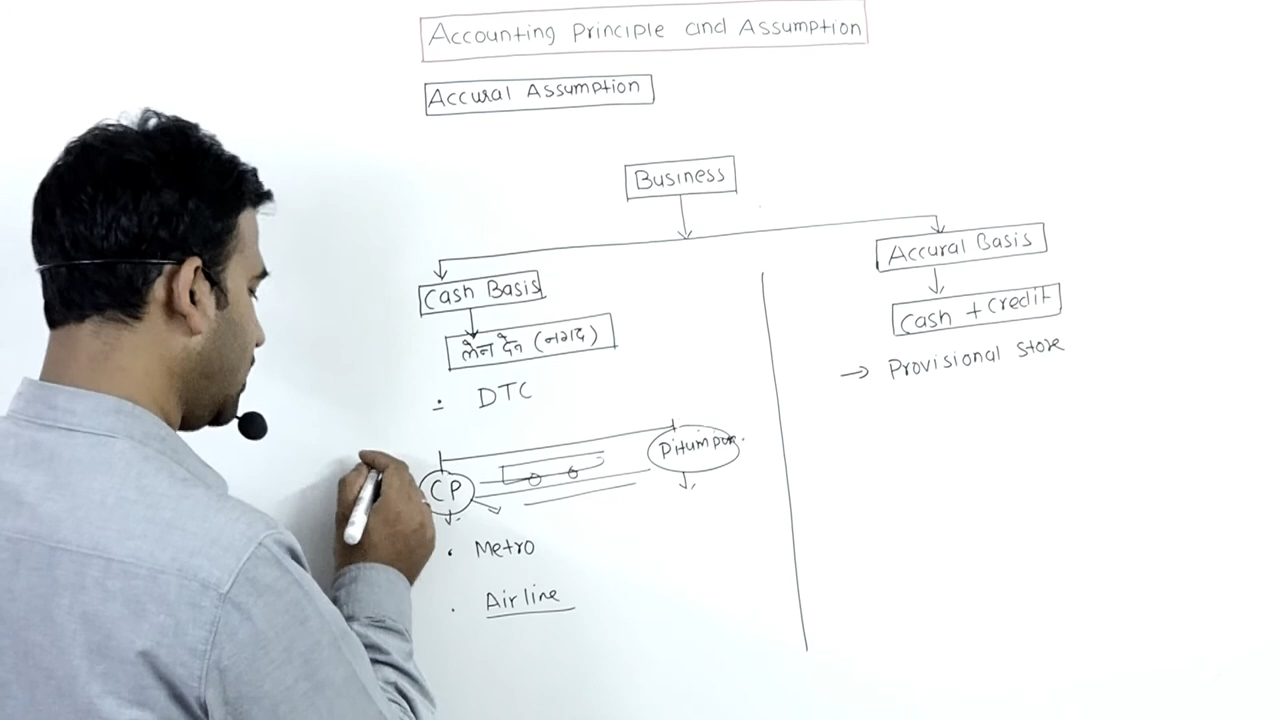 Accounting Principle and Assumption
Accural Assumption
Business
Cash Basis
लेन देन (नगद)
DTC
CP
Pitumpur.
Metro
Airline
Accural Basis
Cash + Credit
→ Provisional Store